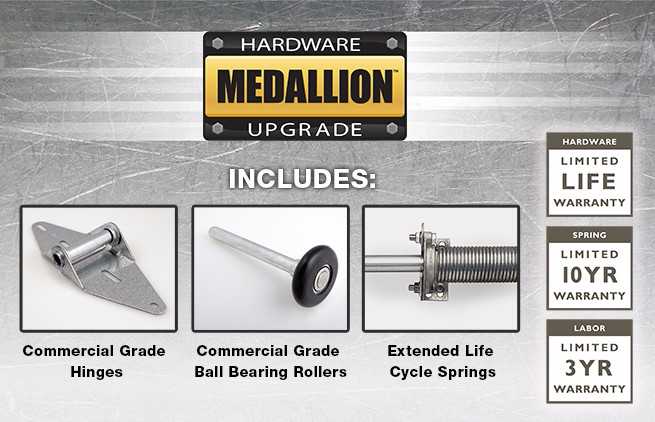 HARDWARE
MEDALLION™
UPGRADE
INCLUDES:
Commercial Grade
Hinges
Commercial Grade
Ball Bearing Rollers
Extended Life
Cycle Springs
HARDWARE
LIMITED
LIFE
WARRANTY
SPRING
LIMITED
10YR
WARRANTY
LABOR
LIMITED
3YR
WARRANTY